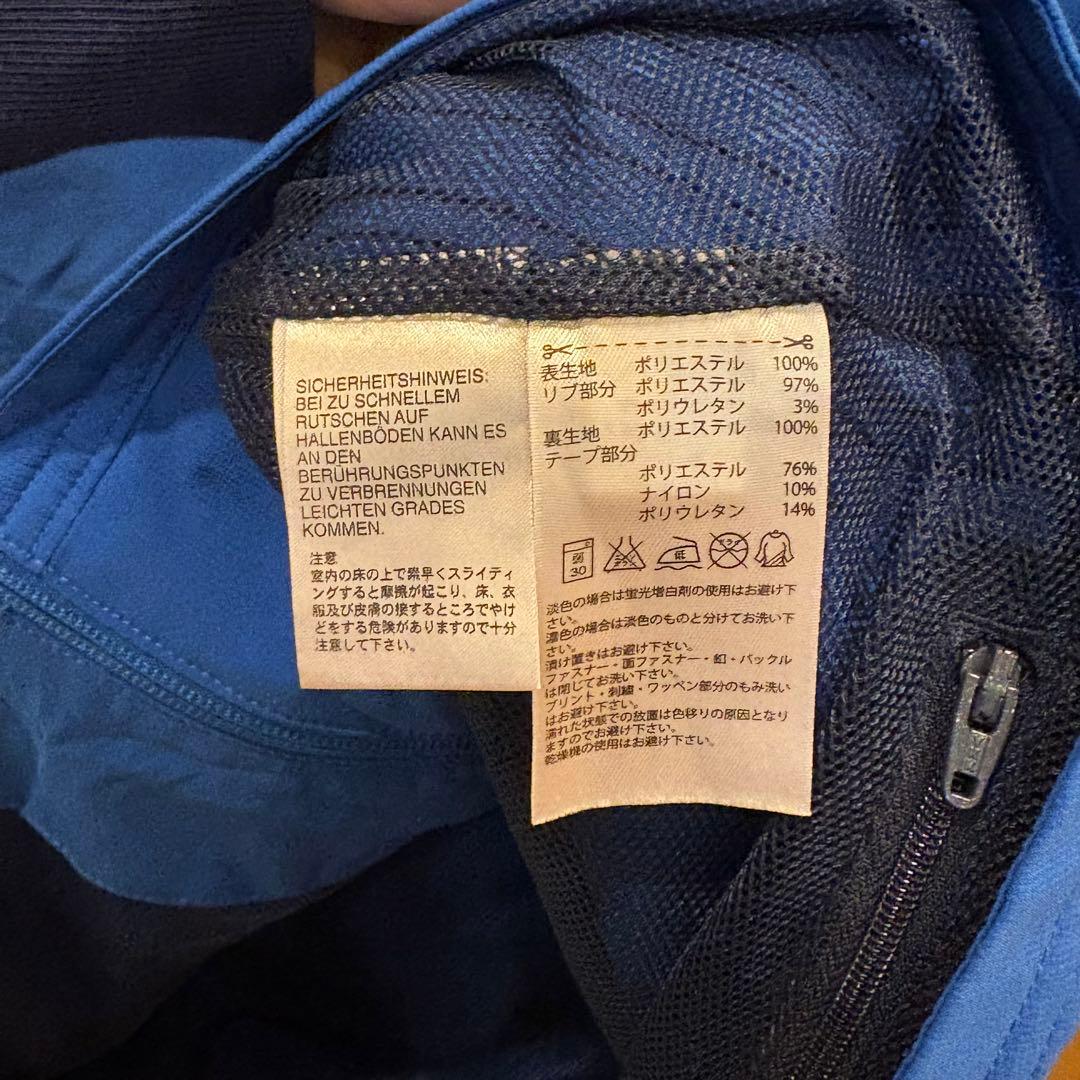 SICHERHEITSHINWEIS:
BEI ZU SCHNELLEM
RUTSCHEN AUF
HALLENBÖDEN KANN ES
AN DEN
BERÜHRUNGSPUNKTEN
ZU VERBRENNUNGEN
LEICHTEN GRADES
KOMMEN.
注意
室内の床の上で素早くスライディ
ングすると摩擦が起こり、床、衣
服及び皮膚の接するところでやけ
どをする危険がありますので十分
注意して下さい。
表生地 ポリエステル 100%
リブ部分 ポリエステル 97%
ポリウレタン 3%
裏生地 ポリエステル 100%
テープ部分
ポリエステル 76%
ナイロン 10%
ポリウレタン 14%
弱 30 エンソサラシ 低 ドライ
淡色の場合は蛍光増白剤の使用はお避け下
さい。
濃色の場合は淡色のものと分けてお洗い下
さい。
漬け置きはお避け下さい。
ファスナー・面ファスナー・釦・バックル
は閉じてお洗い下さい。
プリント・刺繍・ワッペン部分のもみ洗い
はお避け下さい。
濡れた状態での放置は色移りの原因となり
ますのでお避け下さい。
乾燥機の使用はお避け下さい。
YKK